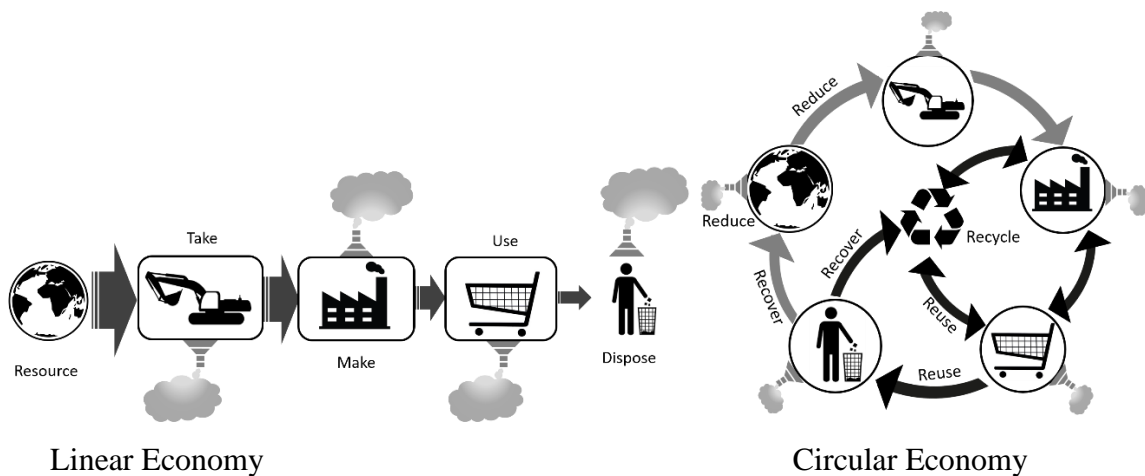 Take
Use
Resource
Make
Dispose
Linear Economy
Reduce
Reduce
Recycle
Recover
Recover
Reuse
Reuse
Circular Economy